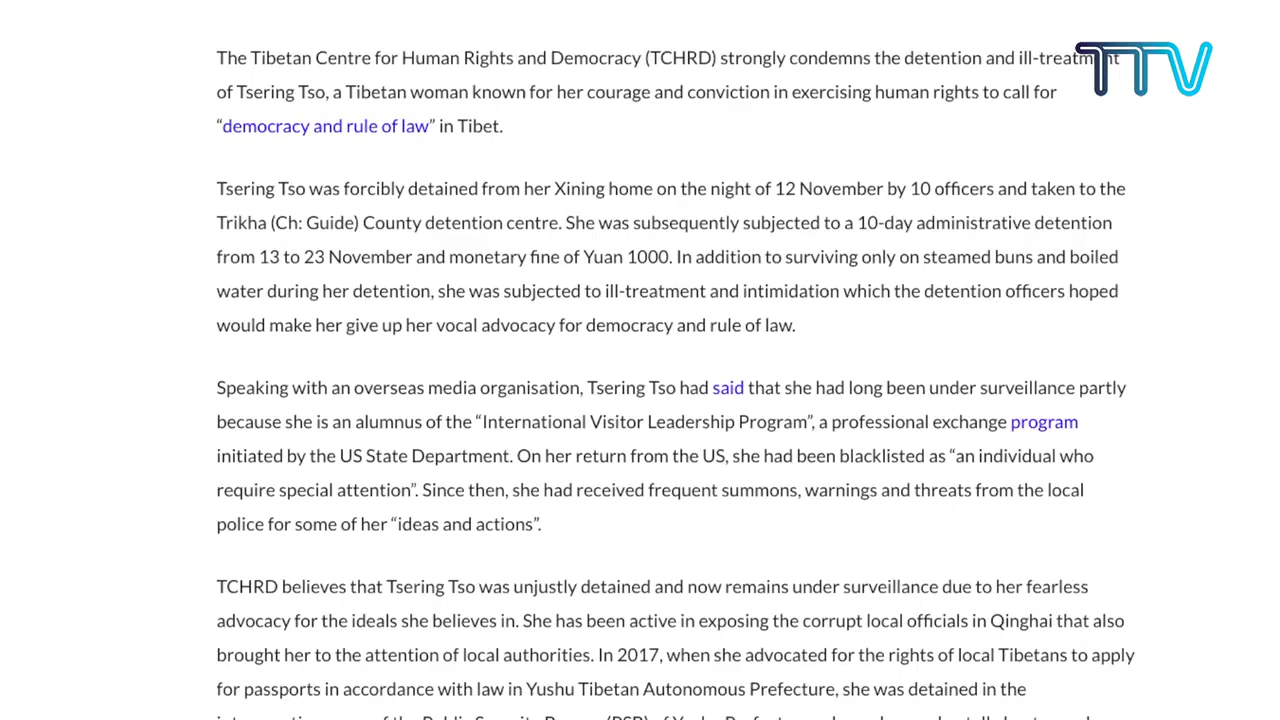 TTV
The Tibetan Centre for Human Rights and Democracy (TCHRD) strongly condemns the detention and ill-treatment
of Tsering Tso, a Tibetan woman known for her courage and conviction in exercising human rights to call for
“democracy and rule of law” in Tibet.
Tsering Tso was forcibly detained from her Xining home on the night of 12 November by 10 officers and taken to the
Trikha (Ch: Guide) County detention centre. She was subsequently subjected to a 10-day administrative detention
from 13 to 23 November and monetary fine of Yuan 1000. In addition to surviving only on steamed buns and boiled
water during her detention, she was subjected to ill-treatment and intimidation which the detention officers hoped
would make her give up her vocal advocacy for democracy and rule of law.
Speaking with an overseas media organisation, Tsering Tso had said that she had long been under surveillance partly
because she is an alumnus of the “International Visitor Leadership Program”, a professional exchange program
initiated by the US State Department. On her return from the US, she had been blacklisted as “an individual who
require special attention”. Since then, she had received frequent summons, warnings and threats from the local
police for some of her “ideas and actions”.
TCHRD believes that Tsering Tso was unjustly detained and now remains under surveillance due to her fearless
advocacy for the ideals she believes in. She has been active in exposing the corrupt local officials in Qinghai that also
brought her to the attention of local authorities. In 2017, when she advocated for the rights of local Tibetans to apply
for passports in accordance with law in Yushu Tibetan Autonomous Prefecture, she was detained in the